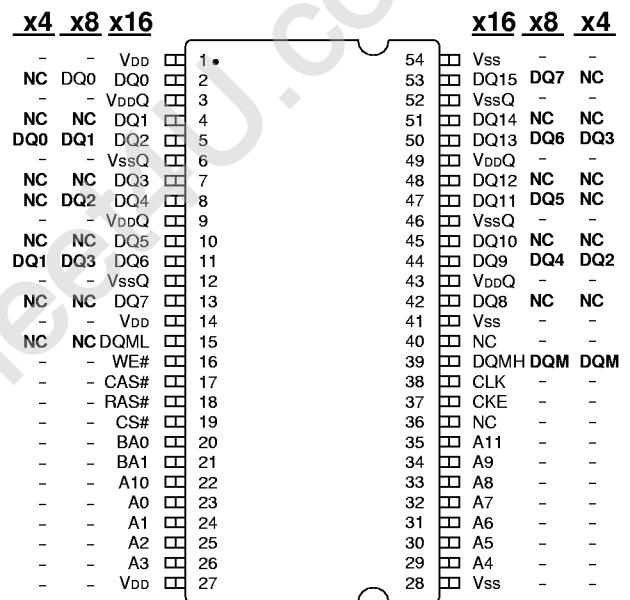 x4 x8 x16 x16 x8 x4
- - VDD 1 54 Vss - -
NC DQ0 DQ0 2 53 DQ15 DQ7 NC
- - VDDQ 3 52 VssQ - -
NC NC DQ1 4 51 DQ14 NC NC
DQ0 DQ1 DQ2 5 50 DQ13 DQ6 DQ3
- - VssQ 6 49 VDDQ - -
NC NC DQ3 7 48 DQ12 NC NC
NC DQ2 DQ4 8 47 DQ11 DQ5 NC
- - VDDQ 9 46 VssQ - -
NC NC DQ5 10 45 DQ10 NC NC
DQ1 DQ3 DQ6 11 44 DQ9 DQ4 DQ2
- - VssQ 12 43 VDDQ - -
NC NC DQ7 13 42 DQ8 NC NC
- - VDD 14 41 Vss - -
NC NC DQML 15 40 NC - -
- - WE# 16 39 DQMH DQM DQM
- - CAS# 17 38 CLK - -
- - RAS# 18 37 CKE - -
- - CS# 19 36 NC - -
- - BA0 20 35 A11 - -
- - BA1 21 34 A9 - -
- - A10 22 33 A8 - -
- - A0 23 32 A7 - -
- - A1 24 31 A6 - -
- - A2 25 30 A5 - -
- - A3 26 29 A4 - -
- - VDD 27 28 Vss - -